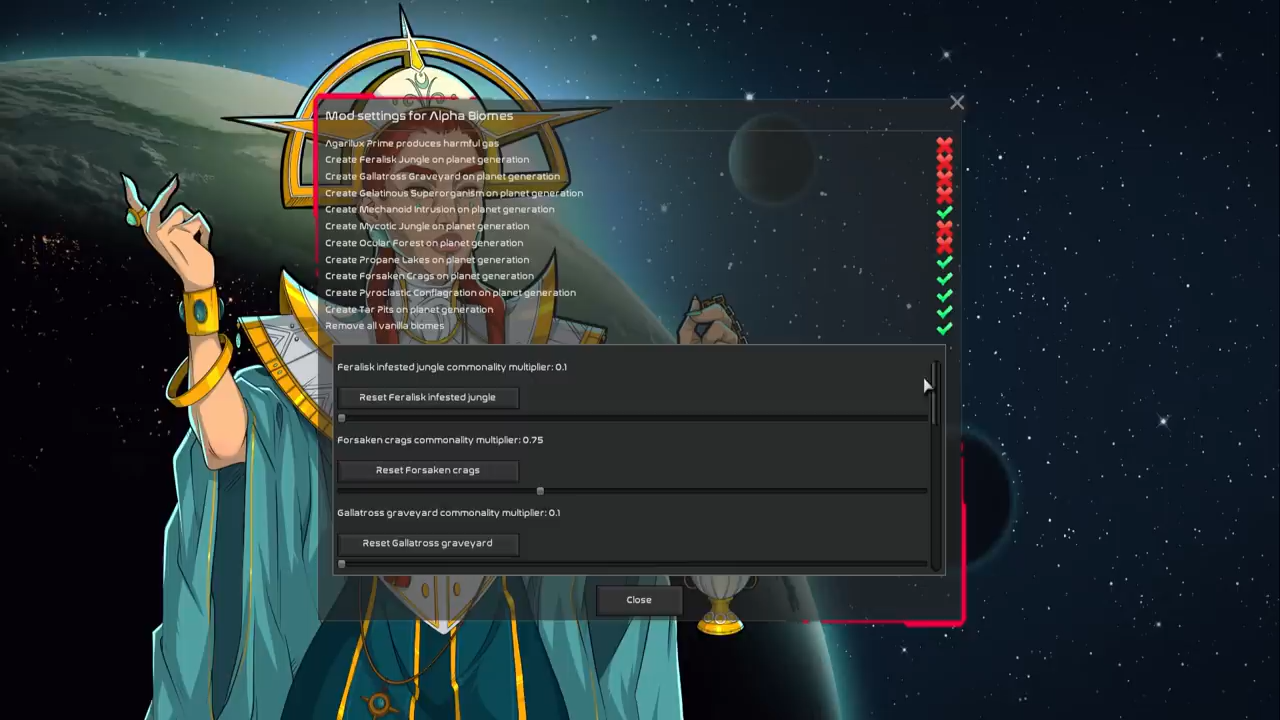 Mod settings for Alpha Biomes
Agarilux Prime produces harmful gas
Create Feralisk Jungle on planet generation
Create Gallatross Graveyard on planet generation
Create Gelatinous Superorganism on planet generation
Create Mechanoid Intrusion on planet generation
Create Mycotic Jungle on planet generation
Create Ocular Forest on planet generation
Create Propane Lakes on planet generation
Create Forsaken Crags on planet generation
Create Pyroclastic Conflagration on planet generation
Create Tar Pits on planet generation
Remove all vanilla biomes
Feralisk infested jungle commonality multiplier: 0.1
Reset Feralisk infested jungle
Forsaken crags commonality multiplier: 0.75
Reset Forsaken crags
Gallatross graveyard commonality multiplier: 0.1
Reset Gallatross graveyard
Close